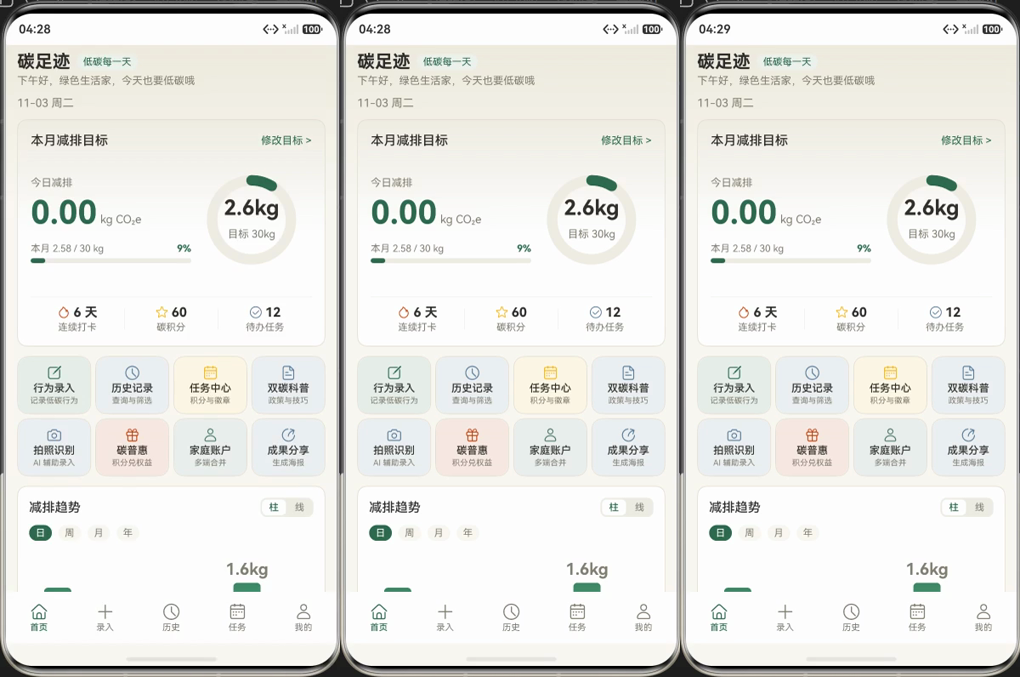 04:28
100
碳足迹 低碳每一天
下午好，绿色生活家，今天也要低碳哦
11-03 周二
本月减排目标 修改目标 >
今日减排
0.00 kg CO₂e
2.6kg
目标 30kg
本月 2.58 / 30 kg 9%
6 天 60 12
连续打卡 碳积分 待办任务
行为录入 历史记录 任务中心 双碳科普
记录低碳行为 查询与筛选 积分与徽章 政策与技巧
拍照识别 碳普惠 家庭账户 成果分享
AI 辅助录入 积分兑权益 多端合并 生成海报
减排趋势 柱 线
日 周 月 年
1.6kg
首页 录入 历史 任务 我的
04:28
100
碳足迹 低碳每一天
下午好，绿色生活家，今天也要低碳哦
11-03 周二
本月减排目标 修改目标 >
今日减排
0.00 kg CO₂e
2.6kg
目标 30kg
本月 2.58 / 30 kg 9%
6 天 60 12
连续打卡 碳积分 待办任务
行为录入 历史记录 任务中心 双碳科普
记录低碳行为 查询与筛选 积分与徽章 政策与技巧
拍照识别 碳普惠 家庭账户 成果分享
AI 辅助录入 积分兑权益 多端合并 生成海报
减排趋势 柱 线
日 周 月 年
1.6kg
首页 录入 历史 任务 我的
04:29
100
碳足迹 低碳每一天
下午好，绿色生活家，今天也要低碳哦
11-03 周二
本月减排目标 修改目标 >
今日减排
0.00 kg CO₂e
2.6kg
目标 30kg
本月 2.58 / 30 kg 9%
6 天 60 12
连续打卡 碳积分 待办任务
行为录入 历史记录 任务中心 双碳科普
记录低碳行为 查询与筛选 积分与徽章 政策与技巧
拍照识别 碳普惠 家庭账户 成果分享
AI 辅助录入 积分兑权益 多端合并 生成海报
减排趋势 柱 线
日 周 月 年
1.6kg
首页 录入 历史 任务 我的